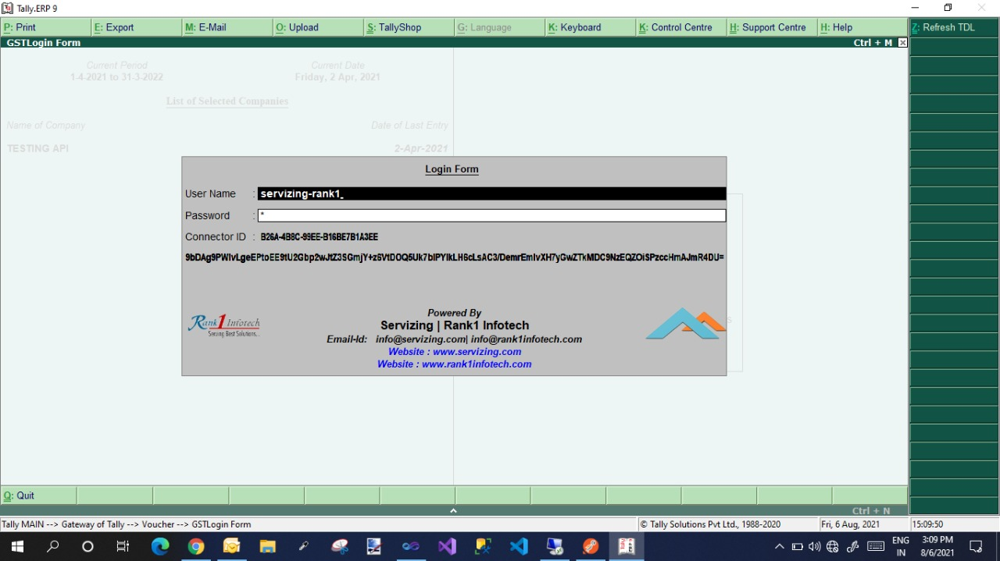 Tally.ERP 9
P: Print E: Export M: E-Mail O: Upload S: TallyShop G: Language K: Keyboard K: Control Centre H: Support Centre H: Help Z: Refresh TDL
GSTLogin Form Ctrl + M
Current Period Current Date
1-4-2021 to 31-3-2022 Friday, 2 Apr, 2021
List of Selected Companies
Name of Company Date of Last Entry
TESTING API 2-Apr-2021
Login Form
User Name : servizing-rank1_
Password : *
Connector ID : B26A-4B8C-99EE-B16BE7B1A3EE
Rank1 Infotech
Serving Best Solutions...
Powered By
Servizing | Rank1 Infotech
Email-Id: info@servizing.com| info@rank1infotech.com
Website : www.servizing.com
Website : www.rank1infotech.com
Q: Quit
Ctrl + N
Tally MAIN --> Gateway of Tally --> Voucher --> GSTLogin Form © Tally Solutions Pvt Ltd., 1988-2020 Fri, 6 Aug, 2021 15:09:50
ENG 3:09 PM
IN 8/6/2021